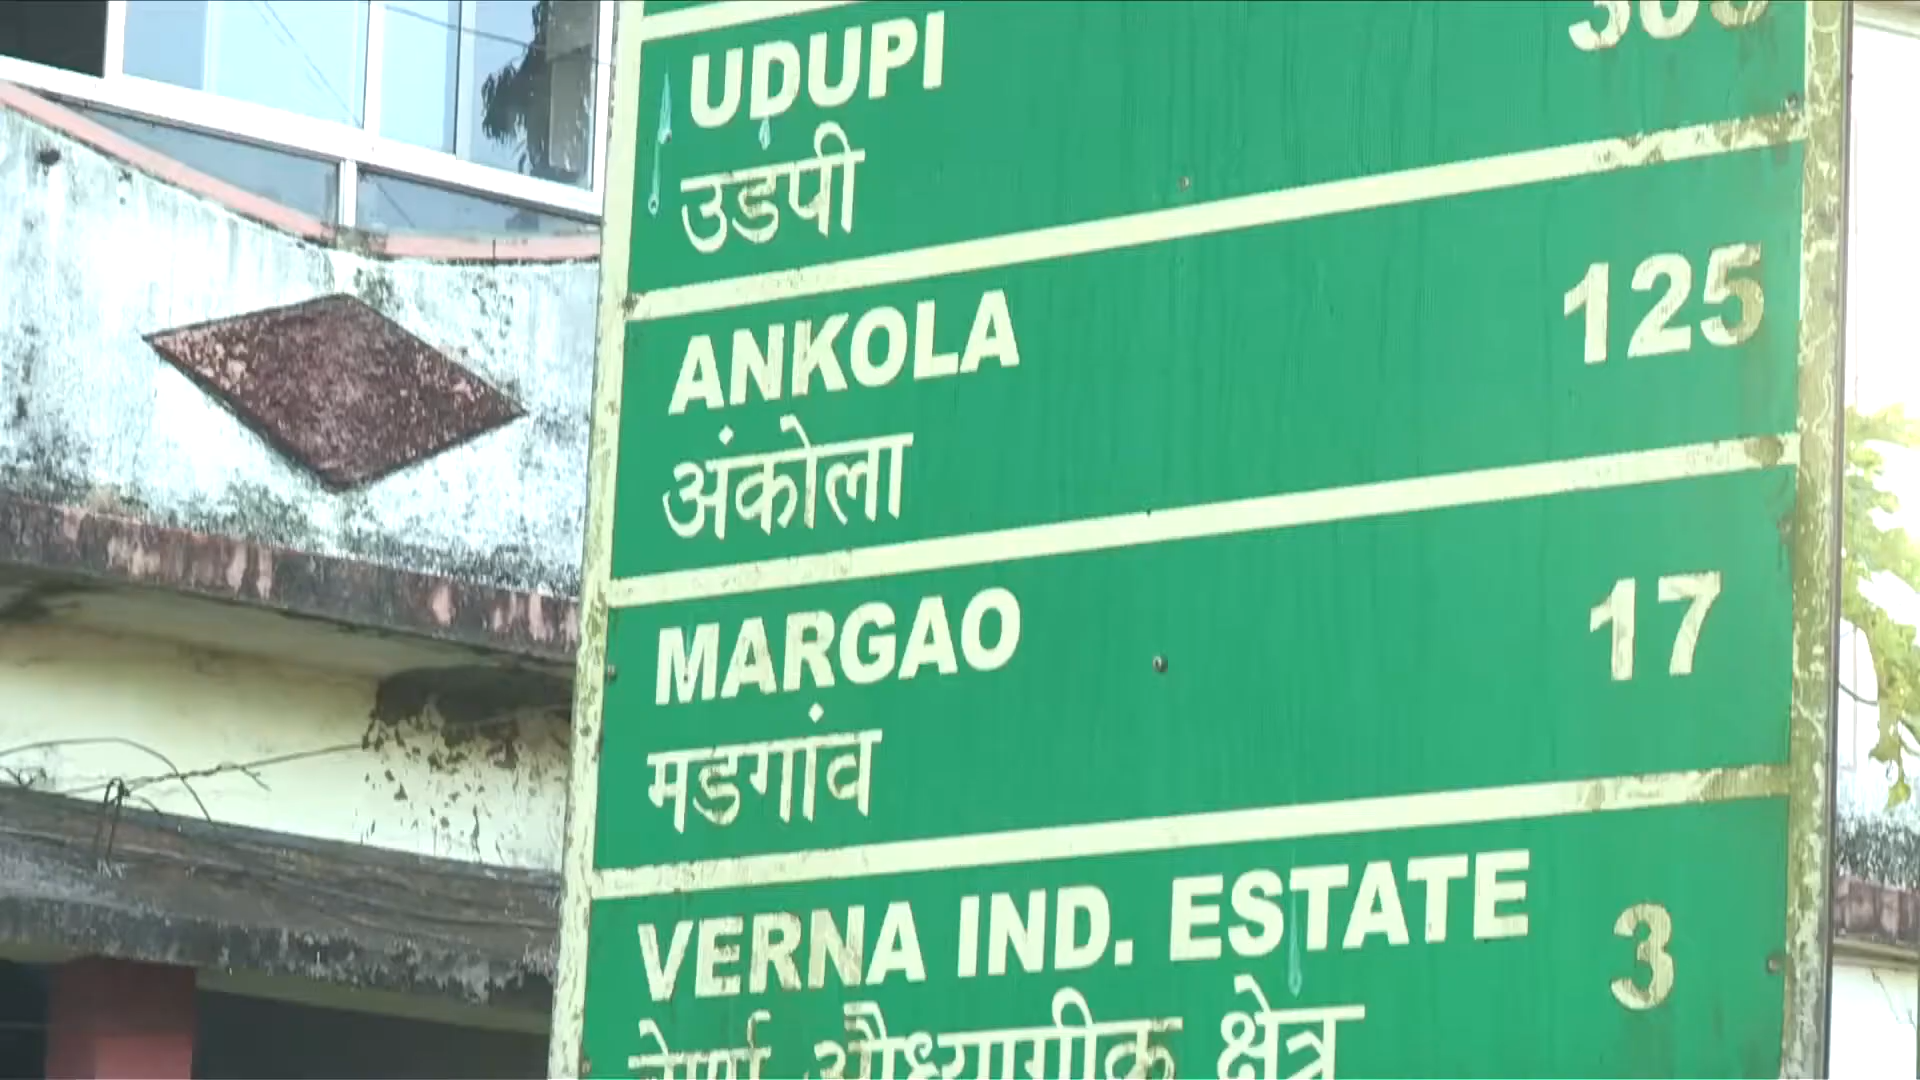 UDUPI
उडपी
ANKOLA 125
अंकोला
MARGAO 17
मडगांव
VERNA IND. ESTATE 3
क्षेत्र